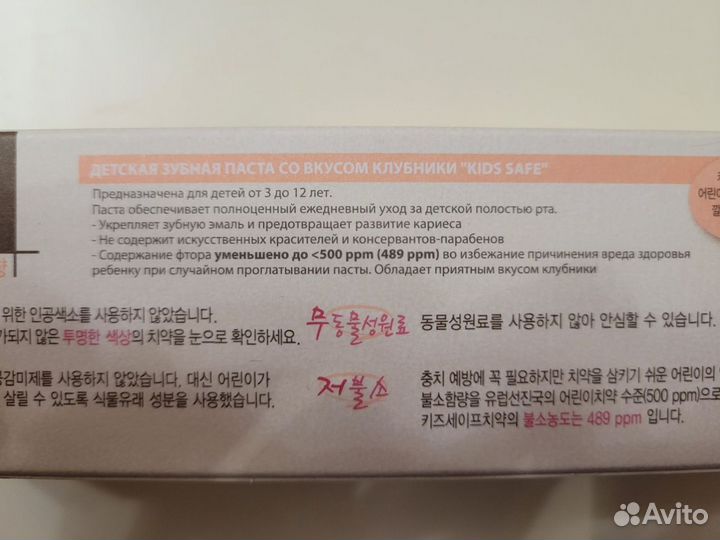 ДЕТСКАЯ ЗУБНАЯ ПАСТА СО ВКУСОМ КЛУБНИКИ "KIDS SAFE"
Предназначена для детей от 3 до 12 лет.
Паста обеспечивает полноценный ежедневный уход за детской полостью рта.
- Укрепляет зубную эмаль и предотвращает развитие кариеса
- Не содержит искусственных красителей и консервантов-парабенов
- Содержание фтора уменьшено до <500 ppm (489 ppm) во избежание причинения вреда здоровья
ребенку при случайном проглатывании пасты. Обладает приятным вкусом клубники
어린이
위한 인공색소를 사용하지 않았습니다.
가되지 않은 투명한 색상의 치약을 눈으로 확인하세요.
무동물성원료
동물성원료를 사용하지 않아 안심할 수 있습니다.
공감미제를 사용하지 않았습니다. 대신 어린이가
살릴 수 있도록 식물유래 성분을 사용했습니다.
저불소
충치 예방에 꼭 필요하지만 치약을 삼키기 쉬운 어린이의
불소함량을 유럽선진국의 어린이치약 수준(500 ppm)으로
키즈세이프치약의 불소농도는 489 ppm 입니다.
Avito